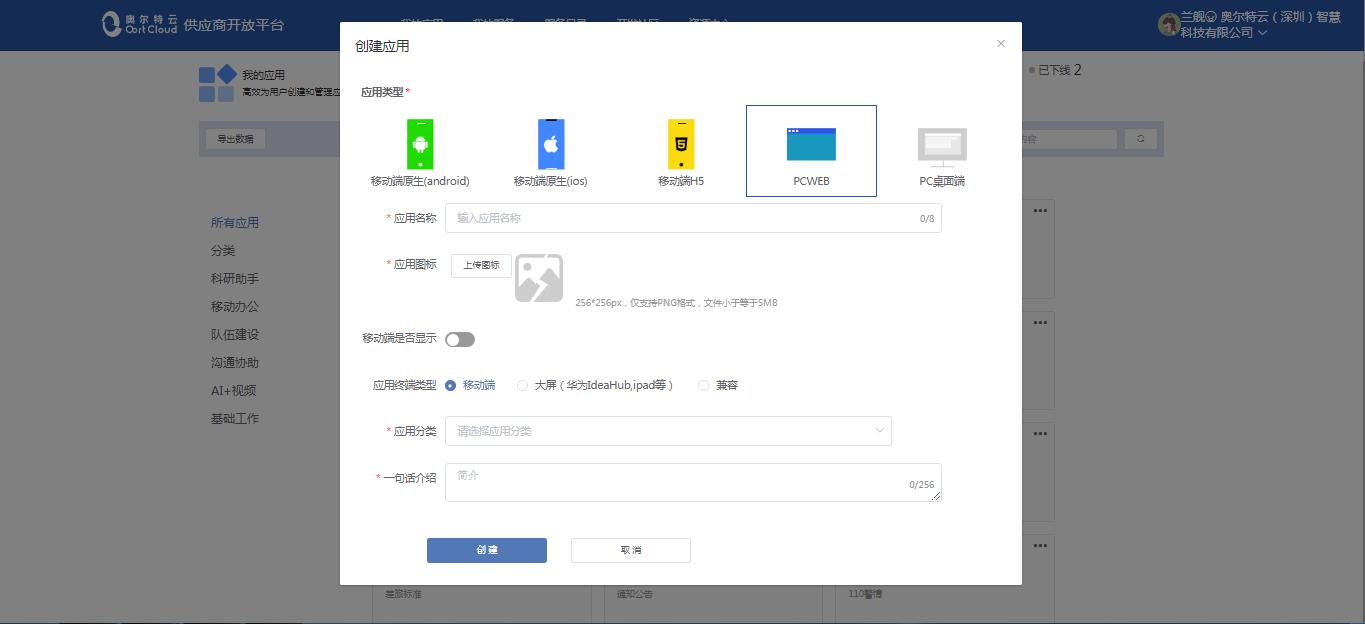 奥尔特云
Oort Cloud
供应商开放平台
兰舰 奥尔特云（深圳）智慧
科技有限公司
我的应用
高效为用户创建和管理应
已下线 2
导出数据
所有应用
分类
科研助手
移动办公
队伍建设
沟通协助
AI+视频
基础工作
创建应用
×
应用类型*
移动端原生(android)
移动端原生(ios)
移动端H5
PCWEB
PC桌面端
*应用名称
输入应用名称
0/8
*应用图标
上传图标
256*256px，仅支持PNG格式，文件小于等于5MB
移动端是否显示
应用终端类型
移动端
大屏（华为IdeaHub,ipad等）
兼容
*应用分类
请选择应用分类
*一句话介绍
简介
0/256
创建
取消
差旅标准
通知公告
110警情